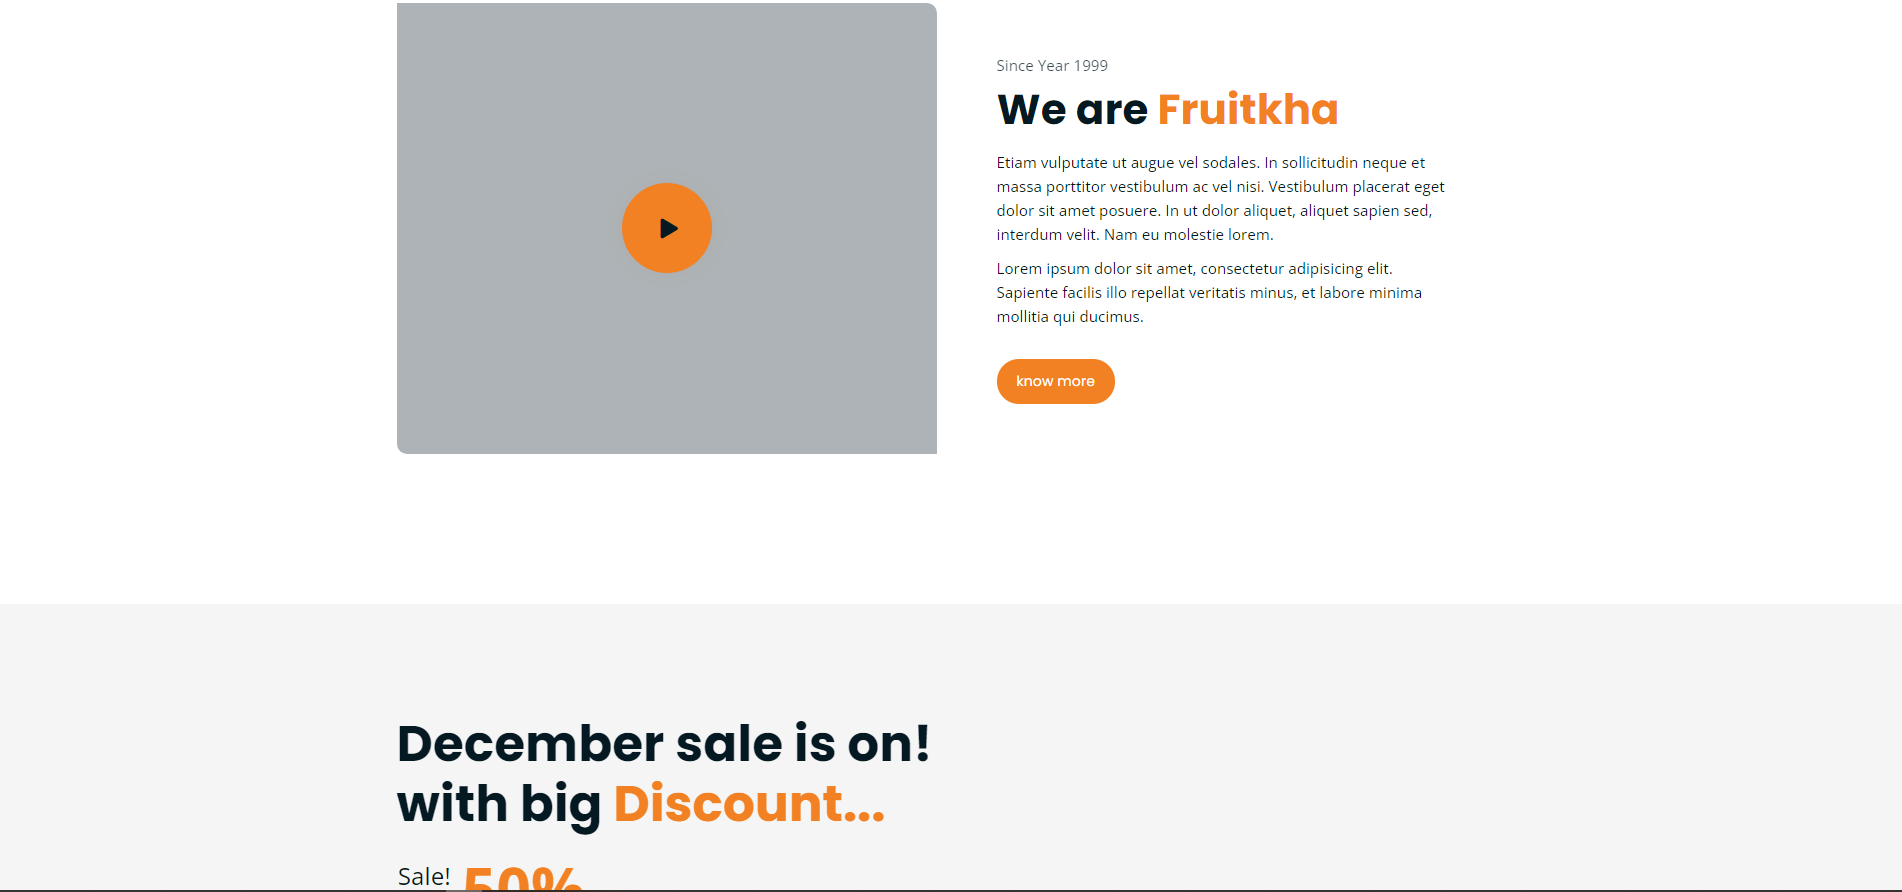 Since Year 1999
We are Fruitkha
Etiam vulputate ut augue vel sodales. In sollicitudin neque et
massa porttitor vestibulum ac vel nisi. Vestibulum placerat eget
dolor sit amet posuere. In ut dolor aliquet, aliquet sapien sed,
interdum velit. Nam eu molestie lorem.
Lorem ipsum dolor sit amet, consectetur adipisicing elit.
Sapiente facilis illo repellat veritatis minus, et labore minima
mollitia qui ducimus.
know more
December sale is on!
with big Discount...
Sale! 50%